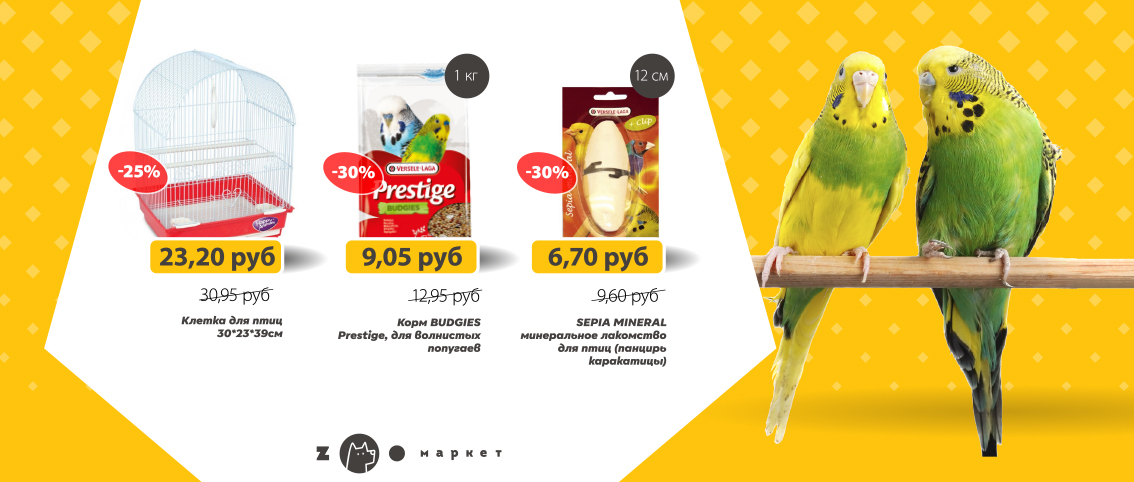 1 кг
12 см
-25%
-30%
-30%
VERSELE-LAGA
Prestige
BUDGIES
VERSELE-LAGA
+ clip
Sepia
23,20 руб
9,05 руб
6,70 руб
30,95 руб
12,95 руб
9,60 руб
Клетка для птиц
30*23*39см
Корм BUDGIES
Prestige, для волнистых
попугаев
SEPIA MINERAL
минеральное лакомство
для птиц (панцирь
каракатицы)
Z маркет